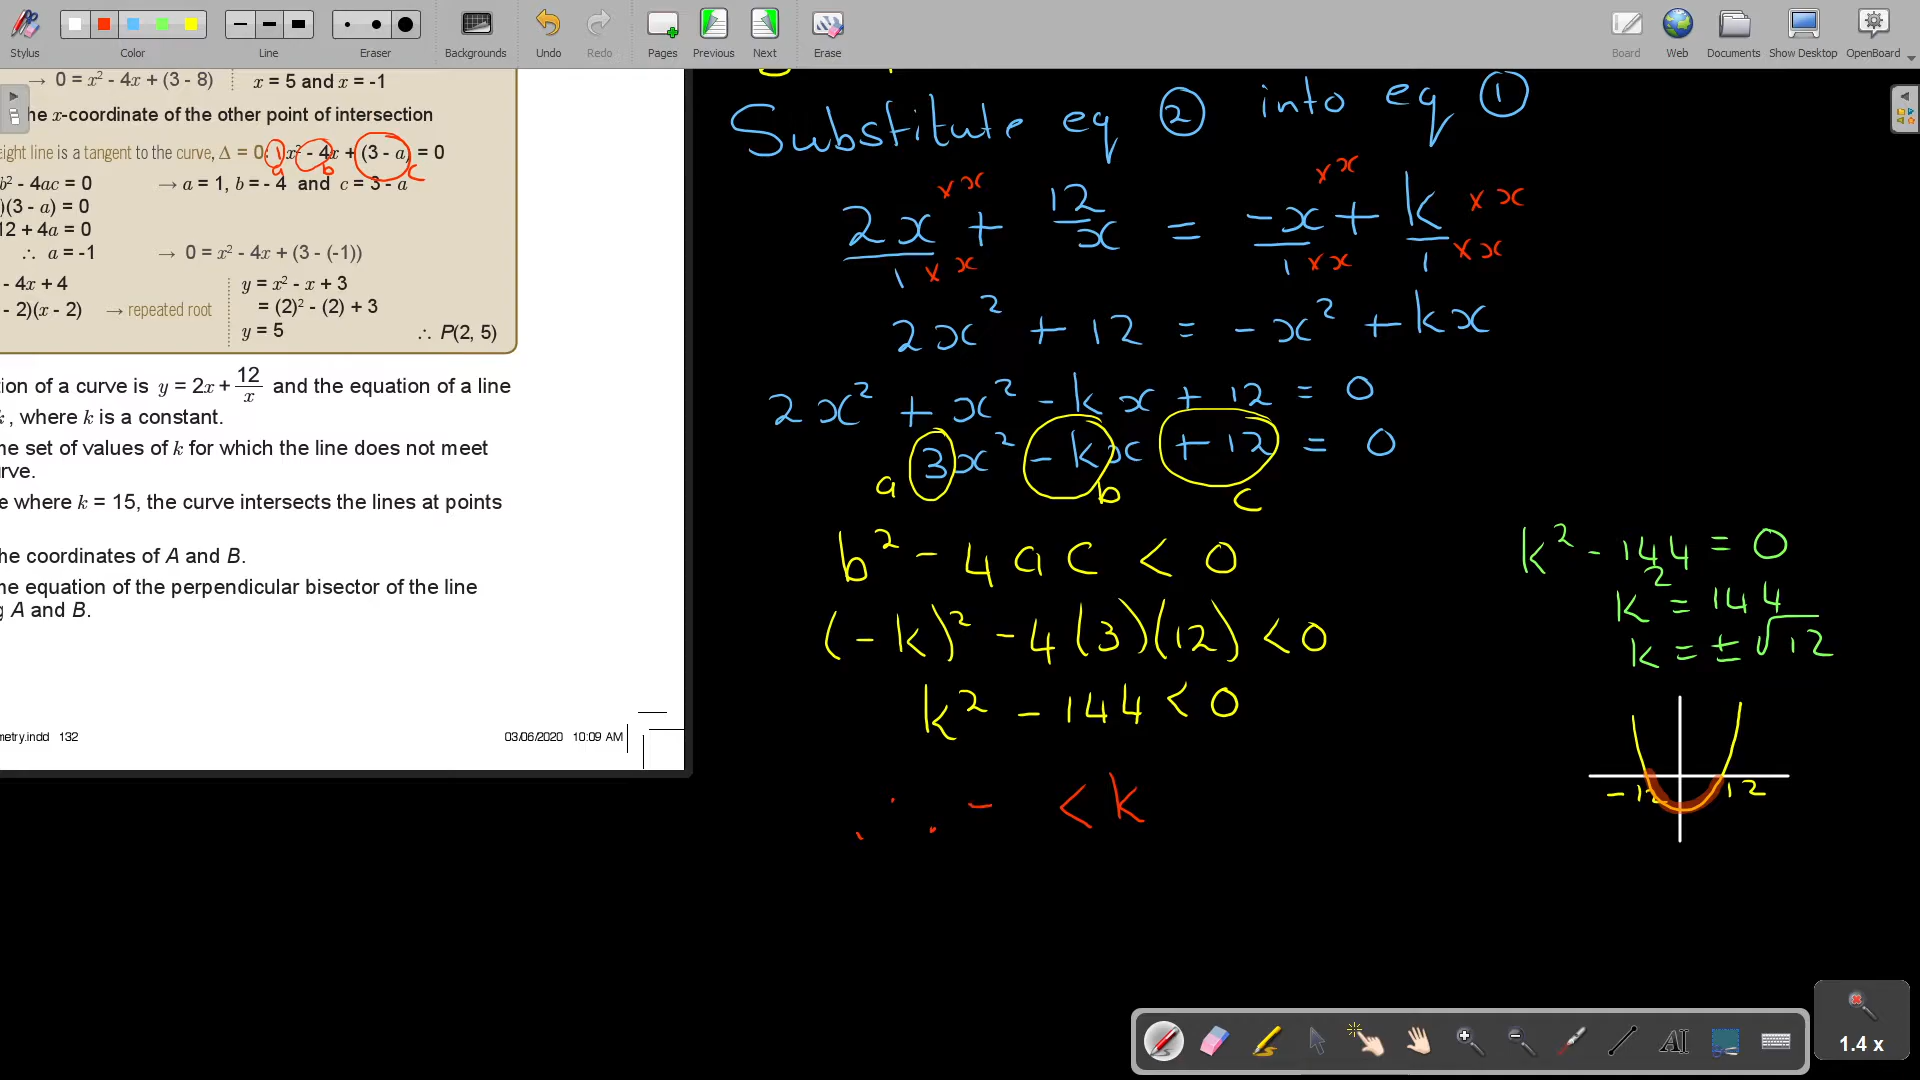 Stylus
Color
Line
Eraser
Backgrounds
Undo
Redo
Pages
Previous
Next
Erase
Board
Web
Documents
Show Desktop
OpenBoard
→ 0 = x² - 4x + (3 - 8)
x = 5 and x = -1
he x-coordinate of the other point of intersection
eight line is a tangent to the curve, Δ = 0: 1x² - 4x + (3 - a) = 0
a b c
b² - 4ac = 0 → a = 1, b = - 4 and c = 3 - a
)(3 - a) = 0
12 + 4a = 0
∴ a = -1 → 0 = x² - 4x + (3 - (-1))
- 4x + 4
- 2)(x - 2) → repeated root
y = x² - x + 3
= (2)² - (2) + 3
y = 5 ∴ P(2, 5)
tion of a curve is y = 2x + 12/x and the equation of a line
k, where k is a constant.
he set of values of k for which the line does not meet
urve.
e where k = 15, the curve intersects the lines at points
he coordinates of A and B.
he equation of the perpendicular bisector of the line
g A and B.
metry.indd 132
03/06/2020 10:09 AM
Substitute eq ② into eq ①
×x ×x ×x
2x/1 + 12/x = -x/1 + k/1
×x ×x ×x
2x² + 12 = -x² + kx
2x² + x² - kx + 12 = 0
3x² - kx + 12 = 0
a b c
b² - 4ac < 0
(-k)² - 4(3)(12) < 0
k² - 144 < 0
∴ - < k
k² - 144 = 0
k² = 144
k = ± √12
-12 12
1.4 x